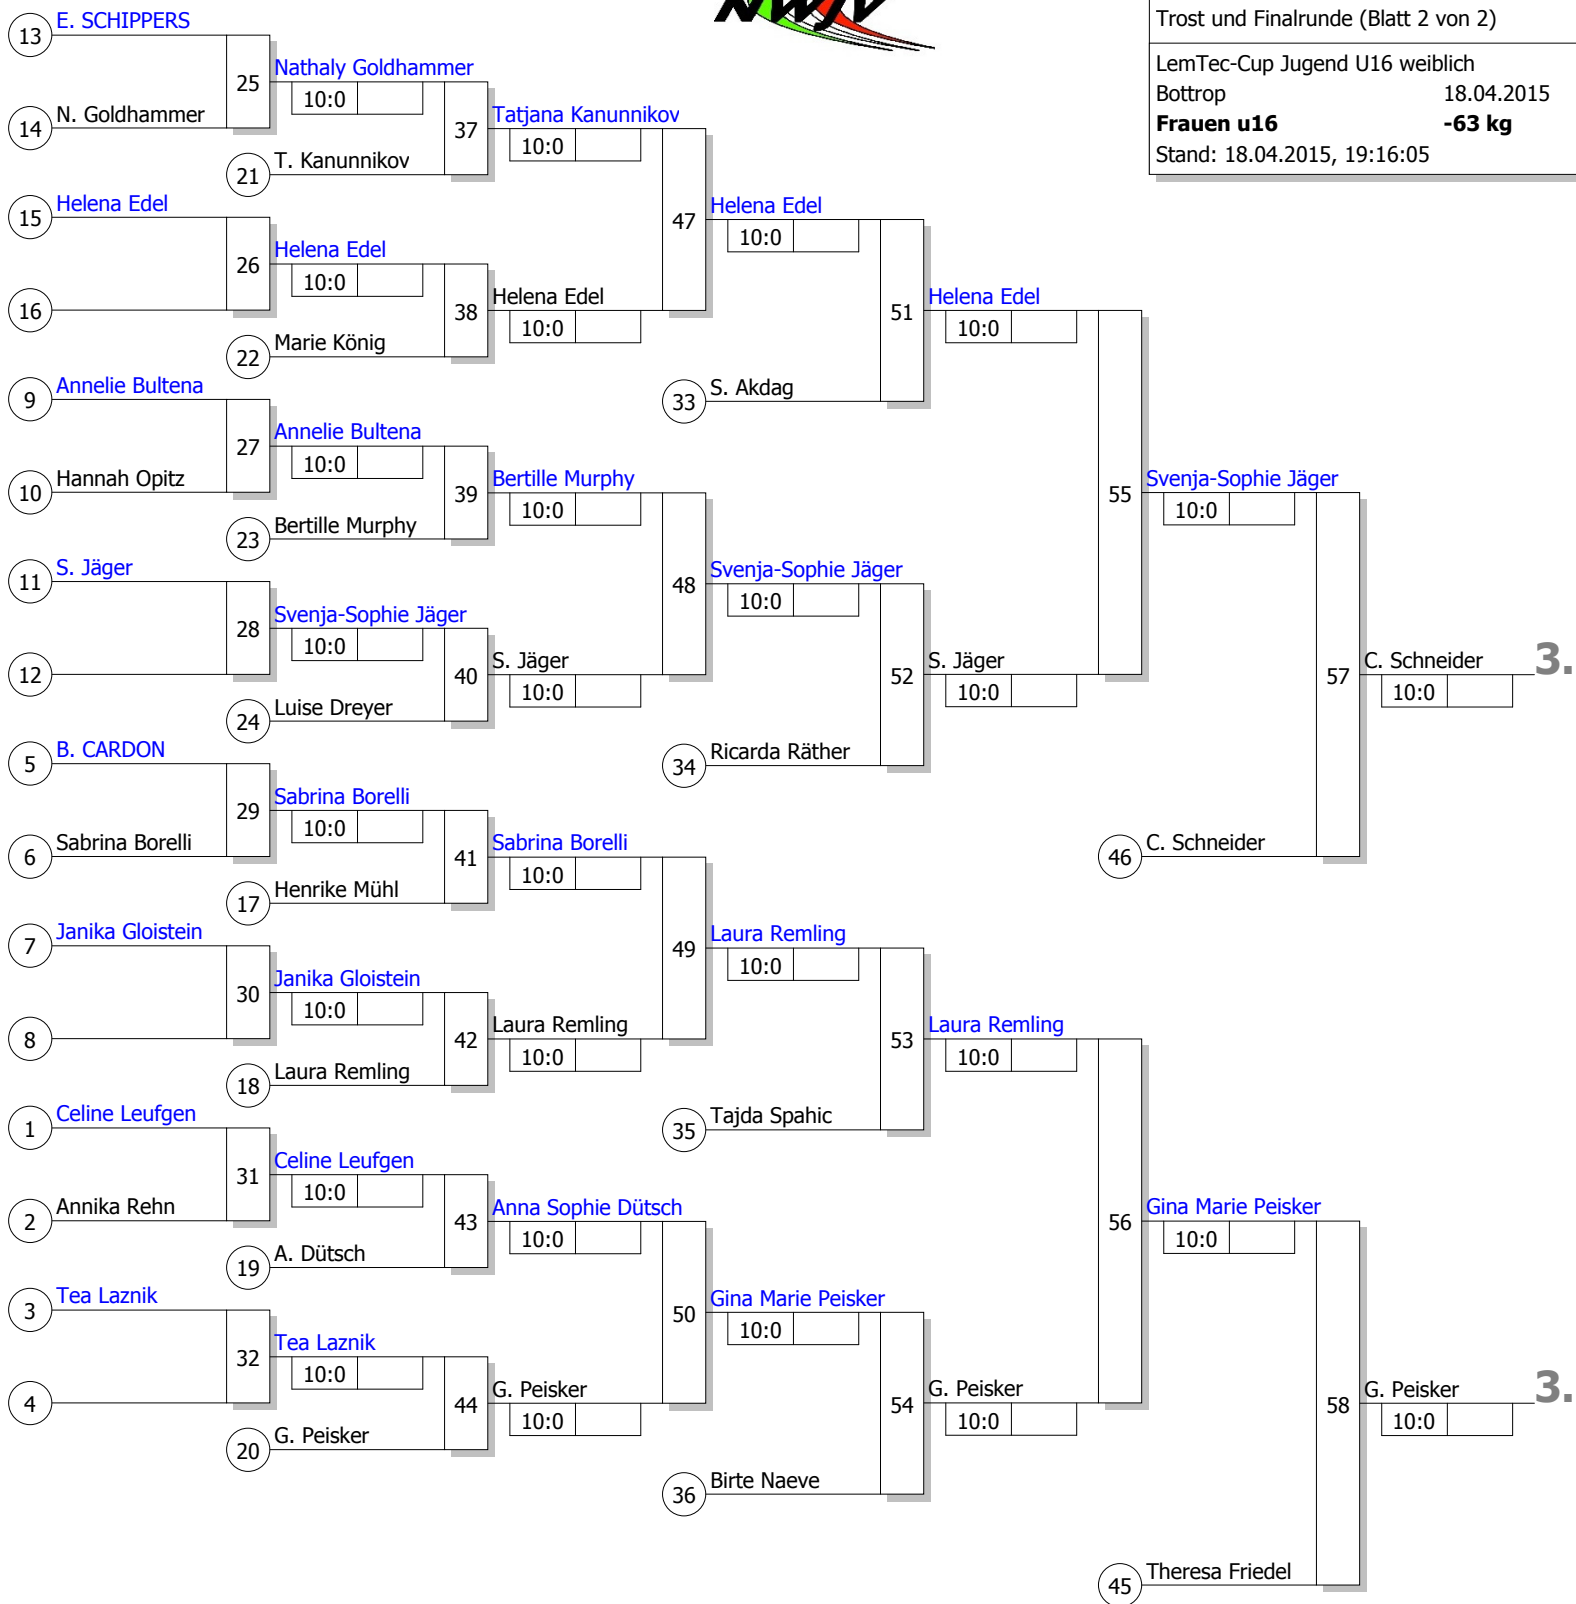 NWJV
Trost und Finalrunde (Blatt 2 von 2)
LemTec-Cup Jugend U16 weiblich
Bottrop 18.04.2015
Frauen u16 -63 kg
Stand: 18.04.2015, 19:16:05
13 E. SCHIPPERS
25
14 N. Goldhammer
Nathaly Goldhammer
10:0
37
21 T. Kanunnikov
Tatjana Kanunnikov
10:0
15 Helena Edel
26
16
Helena Edel
10:0
38
22 Marie König
Helena Edel
10:0
47
Helena Edel
10:0
51
33 S. Akdag
Helena Edel
10:0
9 Annelie Bultena
27
10 Hannah Opitz
Annelie Bultena
10:0
39
23 Bertille Murphy
Bertille Murphy
10:0
11 S. Jäger
28
12
Svenja-Sophie Jäger
10:0
40
24 Luise Dreyer
S. Jäger
10:0
48
Svenja-Sophie Jäger
10:0
52
34 Ricarda Räther
S. Jäger
10:0
55
Svenja-Sophie Jäger
10:0
57
46 C. Schneider
C. Schneider 3.
10:0
5 B. CARDON
29
6 Sabrina Borelli
Sabrina Borelli
10:0
41
17 Henrike Mühl
Sabrina Borelli
10:0
7 Janika Gloistein
30
8
Janika Gloistein
10:0
42
18 Laura Remling
Laura Remling
10:0
49
Laura Remling
10:0
53
35 Tajda Spahic
Laura Remling
10:0
1 Celine Leufgen
31
2 Annika Rehn
Celine Leufgen
10:0
43
19 A. Dütsch
Anna Sophie Dütsch
10:0
3 Tea Laznik
32
4
Tea Laznik
10:0
44
20 G. Peisker
G. Peisker
10:0
50
Gina Marie Peisker
10:0
54
36 Birte Naeve
G. Peisker
10:0
56
Gina Marie Peisker
10:0
58
45 Theresa Friedel
G. Peisker 3.
10:0